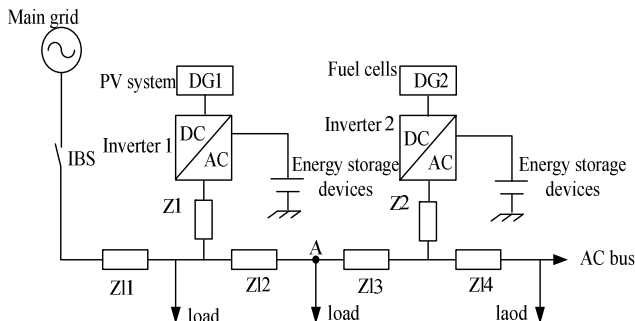 Main grid
PV system
DG1
Fuel cells
DG2
IBS
Inverter 1
DC
AC
Energy storage
devices
Inverter 2
DC
AC
Energy storage
devices
Z1
Z2
A
AC bus
Zl1
Zl2
Zl3
Zl4
load
load
laod